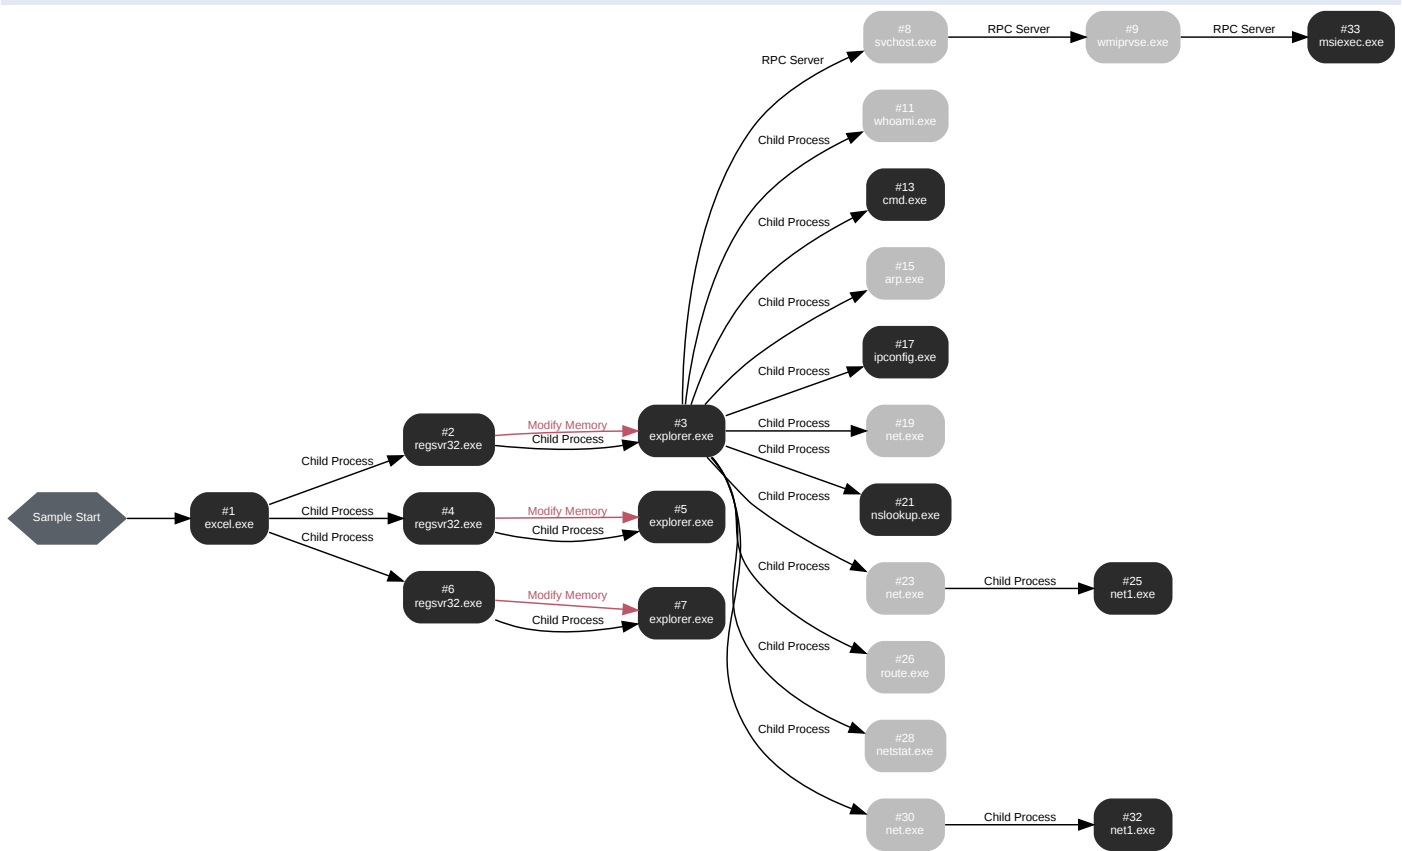 #8
svchost.exe
RPC Server
#9
wmiprvse.exe
RPC Server
#33
msiexec.exe
RPC Server
#11
whoami.exe
Child Process
#13
cmd.exe
Child Process
#15
arp.exe
Child Process
#17
ipconfig.exe
Child Process
#2
regsvr32.exe
Modify Memory
Child Process
#3
explorer.exe
Child Process
#19
net.exe
Child Process
Child Process
#21
nslookup.exe
Sample Start
#1
excel.exe
Child Process
#4
regsvr32.exe
Modify Memory
Child Process
#5
explorer.exe
Child Process
Child Process
#23
net.exe
Child Process
#25
net1.exe
#6
regsvr32.exe
Modify Memory
Child Process
#7
explorer.exe
Child Process
#26
route.exe
Child Process
#28
netstat.exe
Child Process
#30
net.exe
Child Process
#32
net1.exe